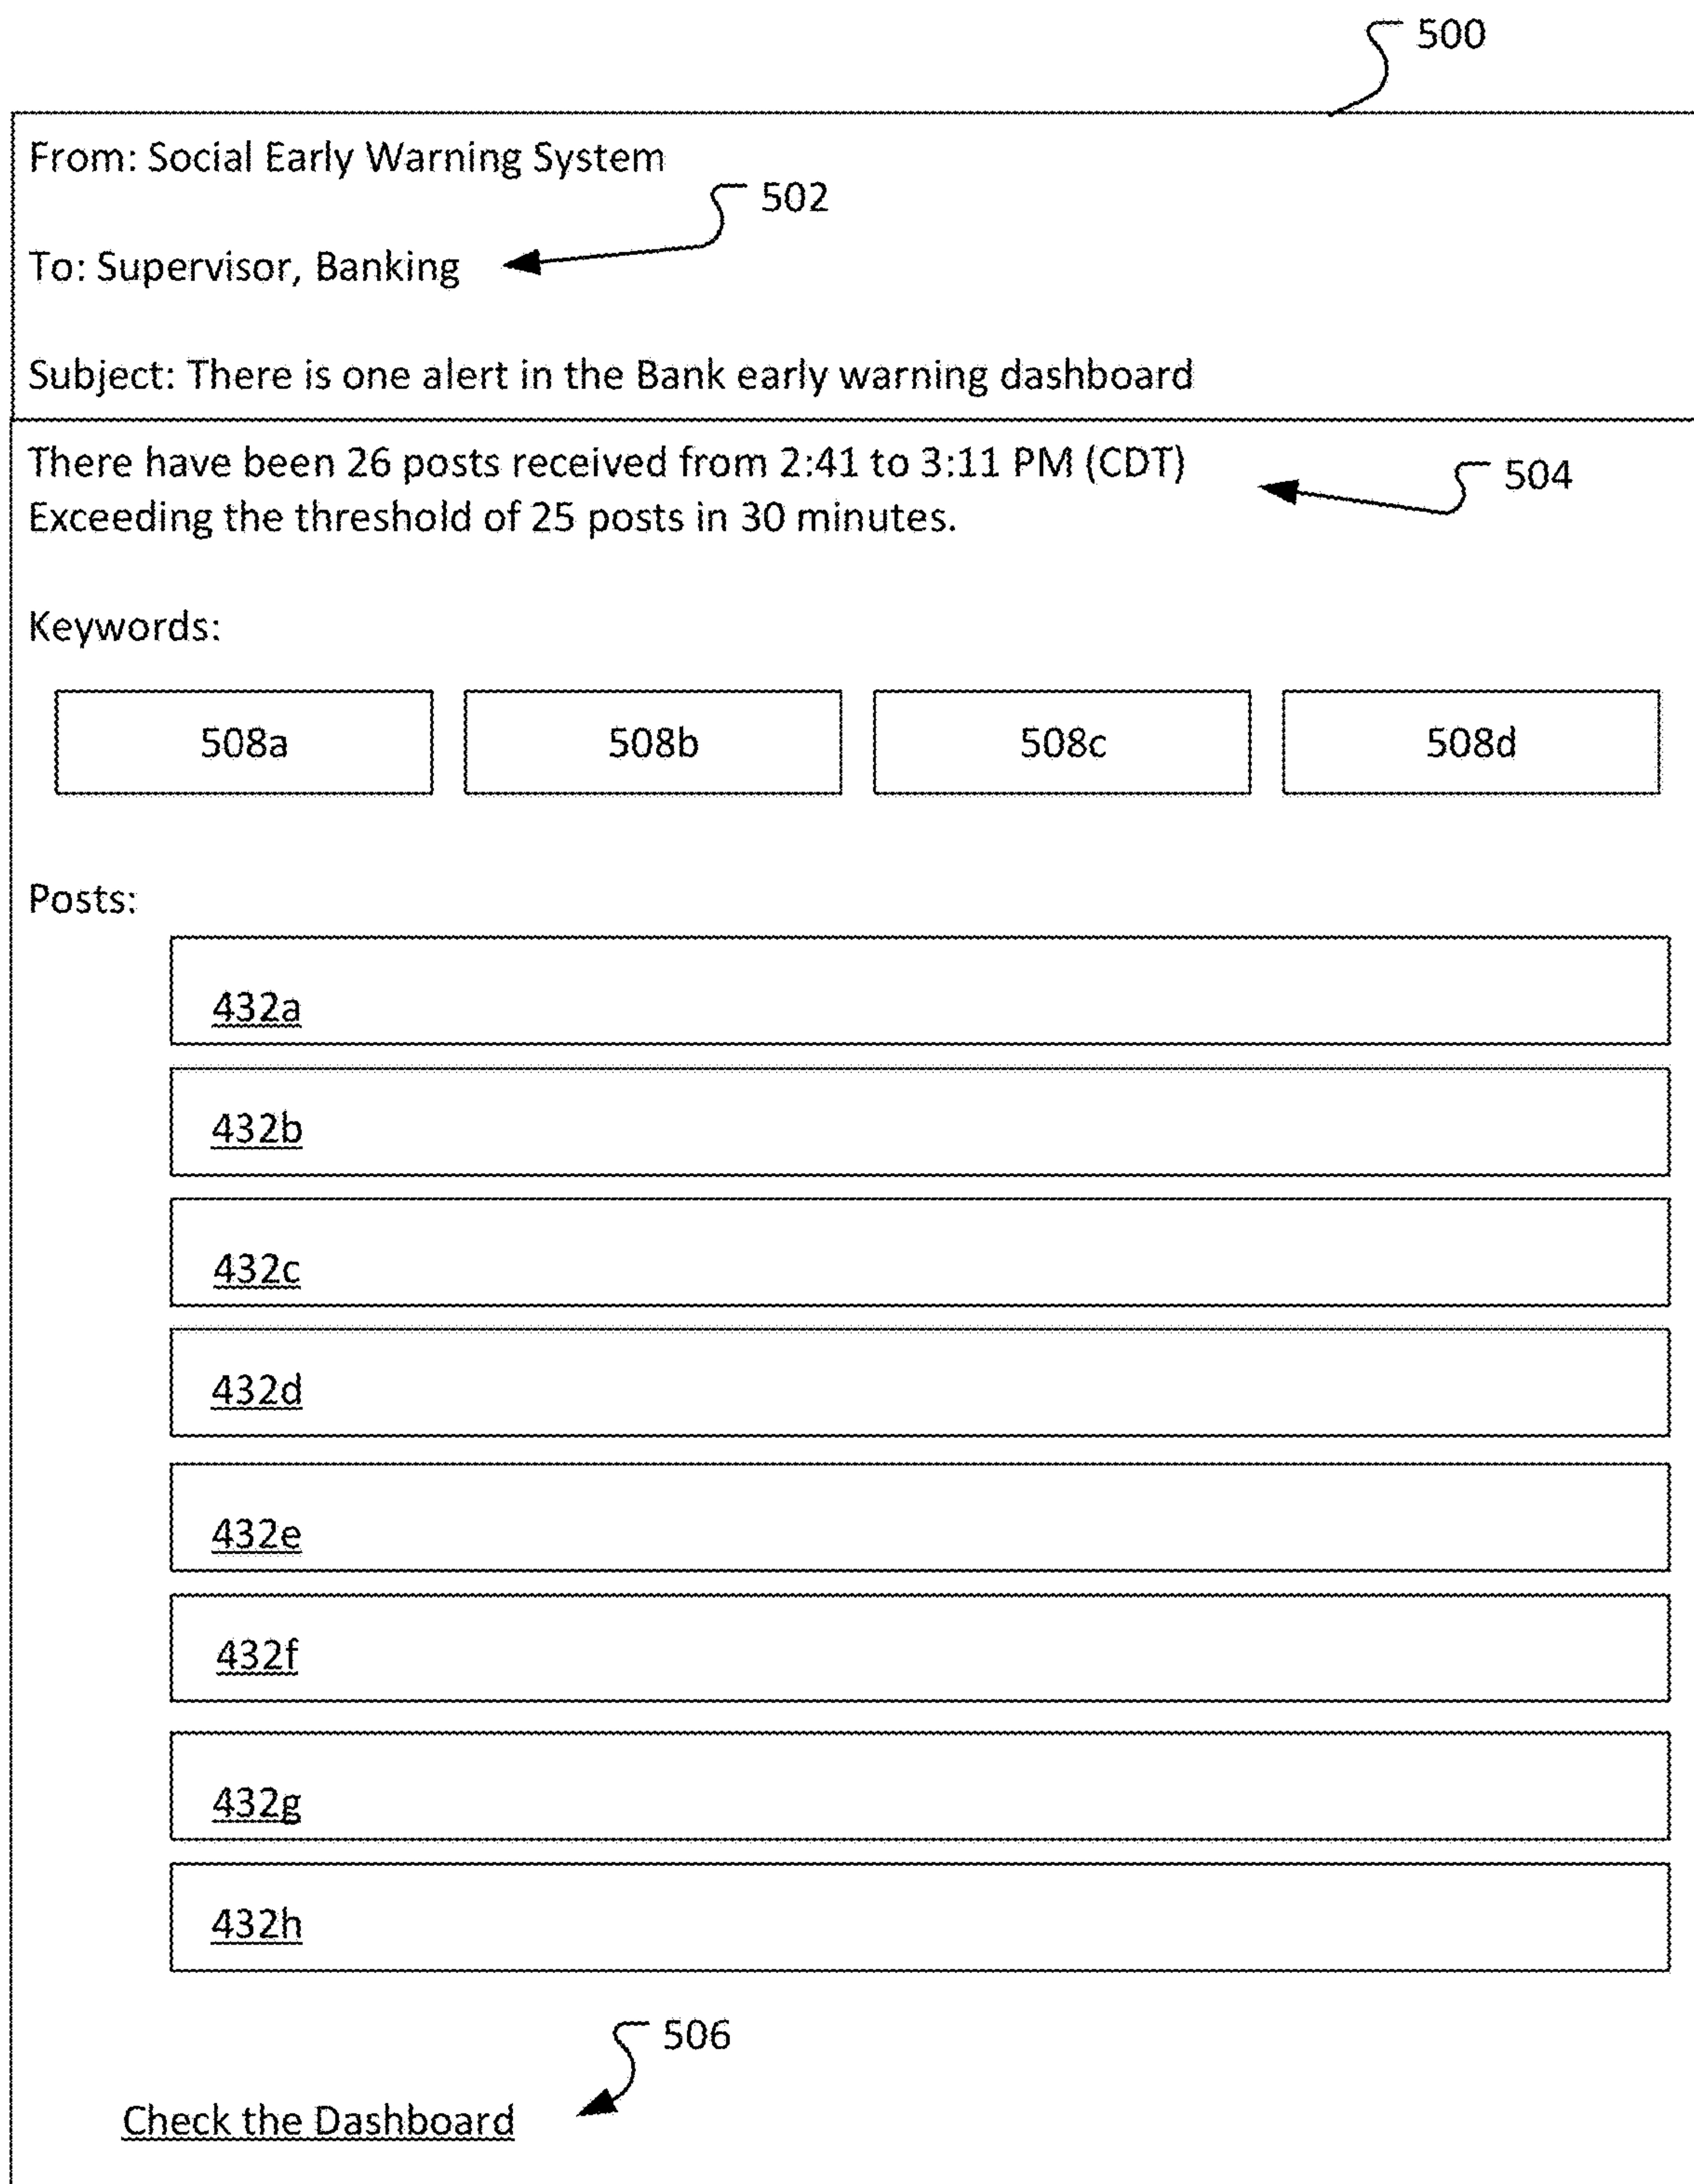 500
From: Social Early Warning System
502
To: Supervisor, Banking
Subject: There is one alert in the Bank early warning dashboard
There have been 26 posts received from 2:41 to 3:11 PM (CDT)
504
Exceeding the threshold of 25 posts in 30 minutes.
Keywords:
508a 508b 508c 508d
Posts:
432a
432b
432c
432d
432e
432f
432g
432h
506
Check the Dashboard